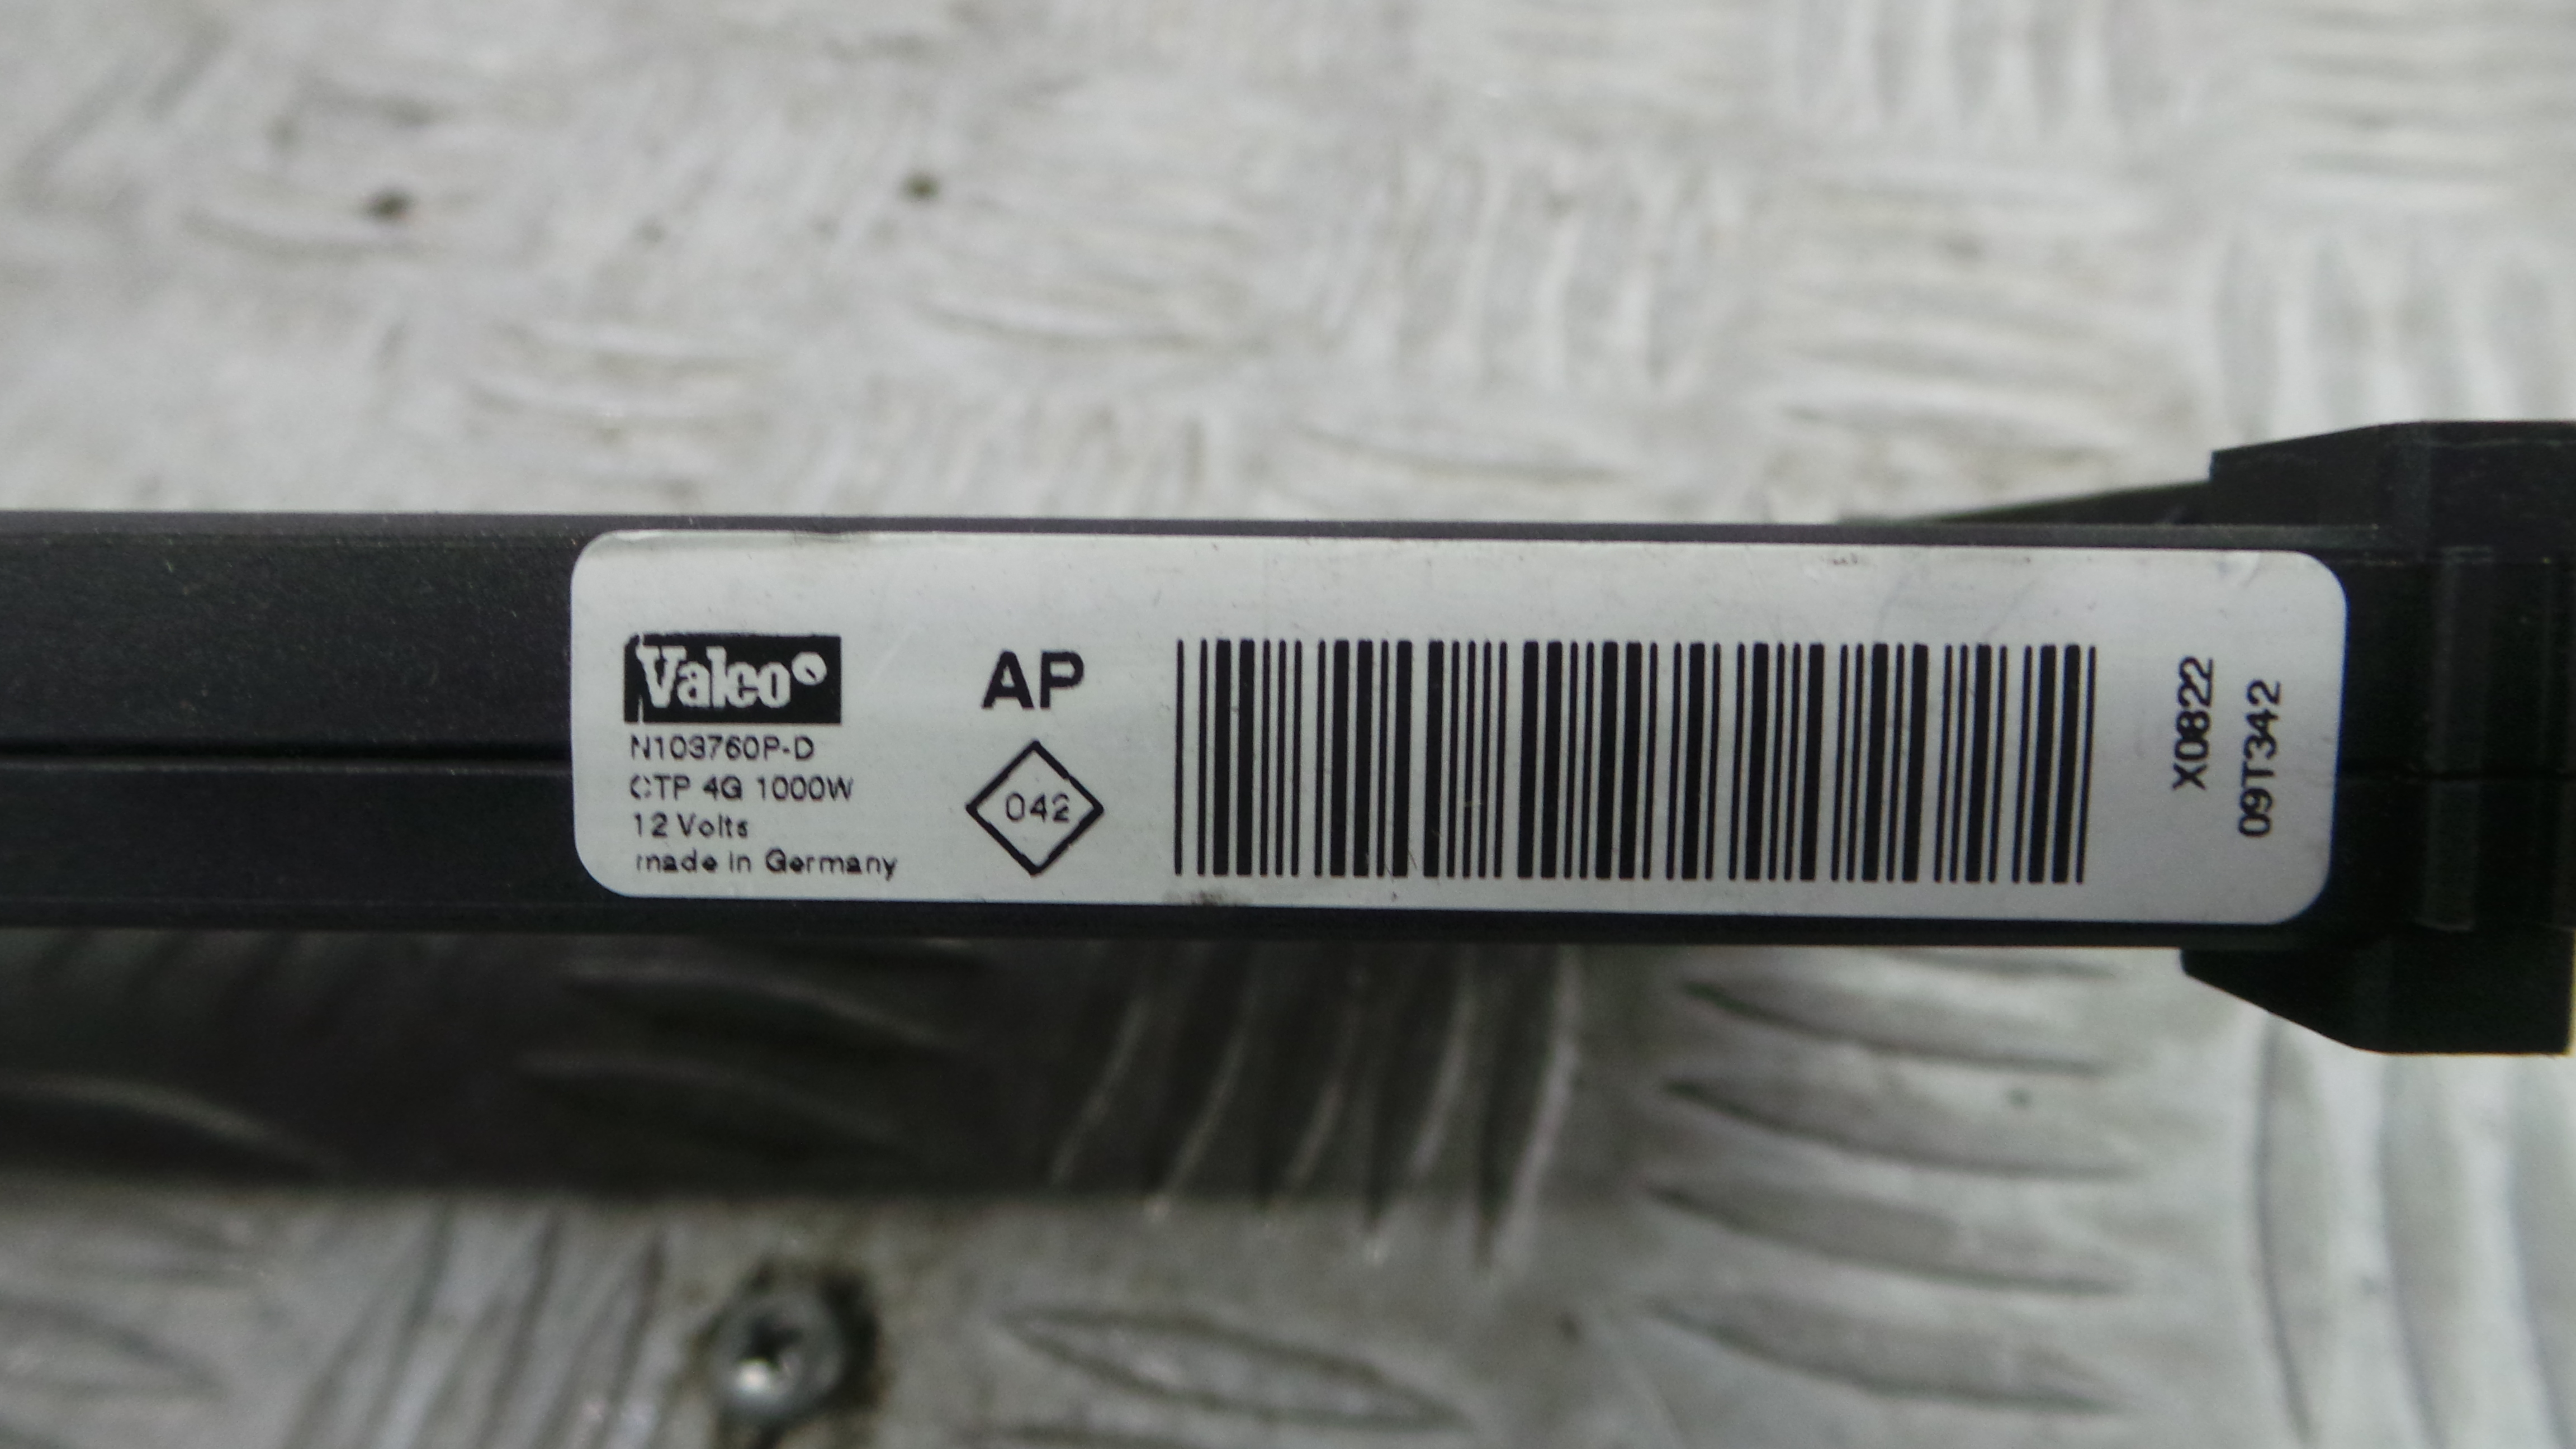 Valeo
N103760P-D
CTP 4G 1000W
12 Volts
made in Germany
AP
042
X0822
09T342